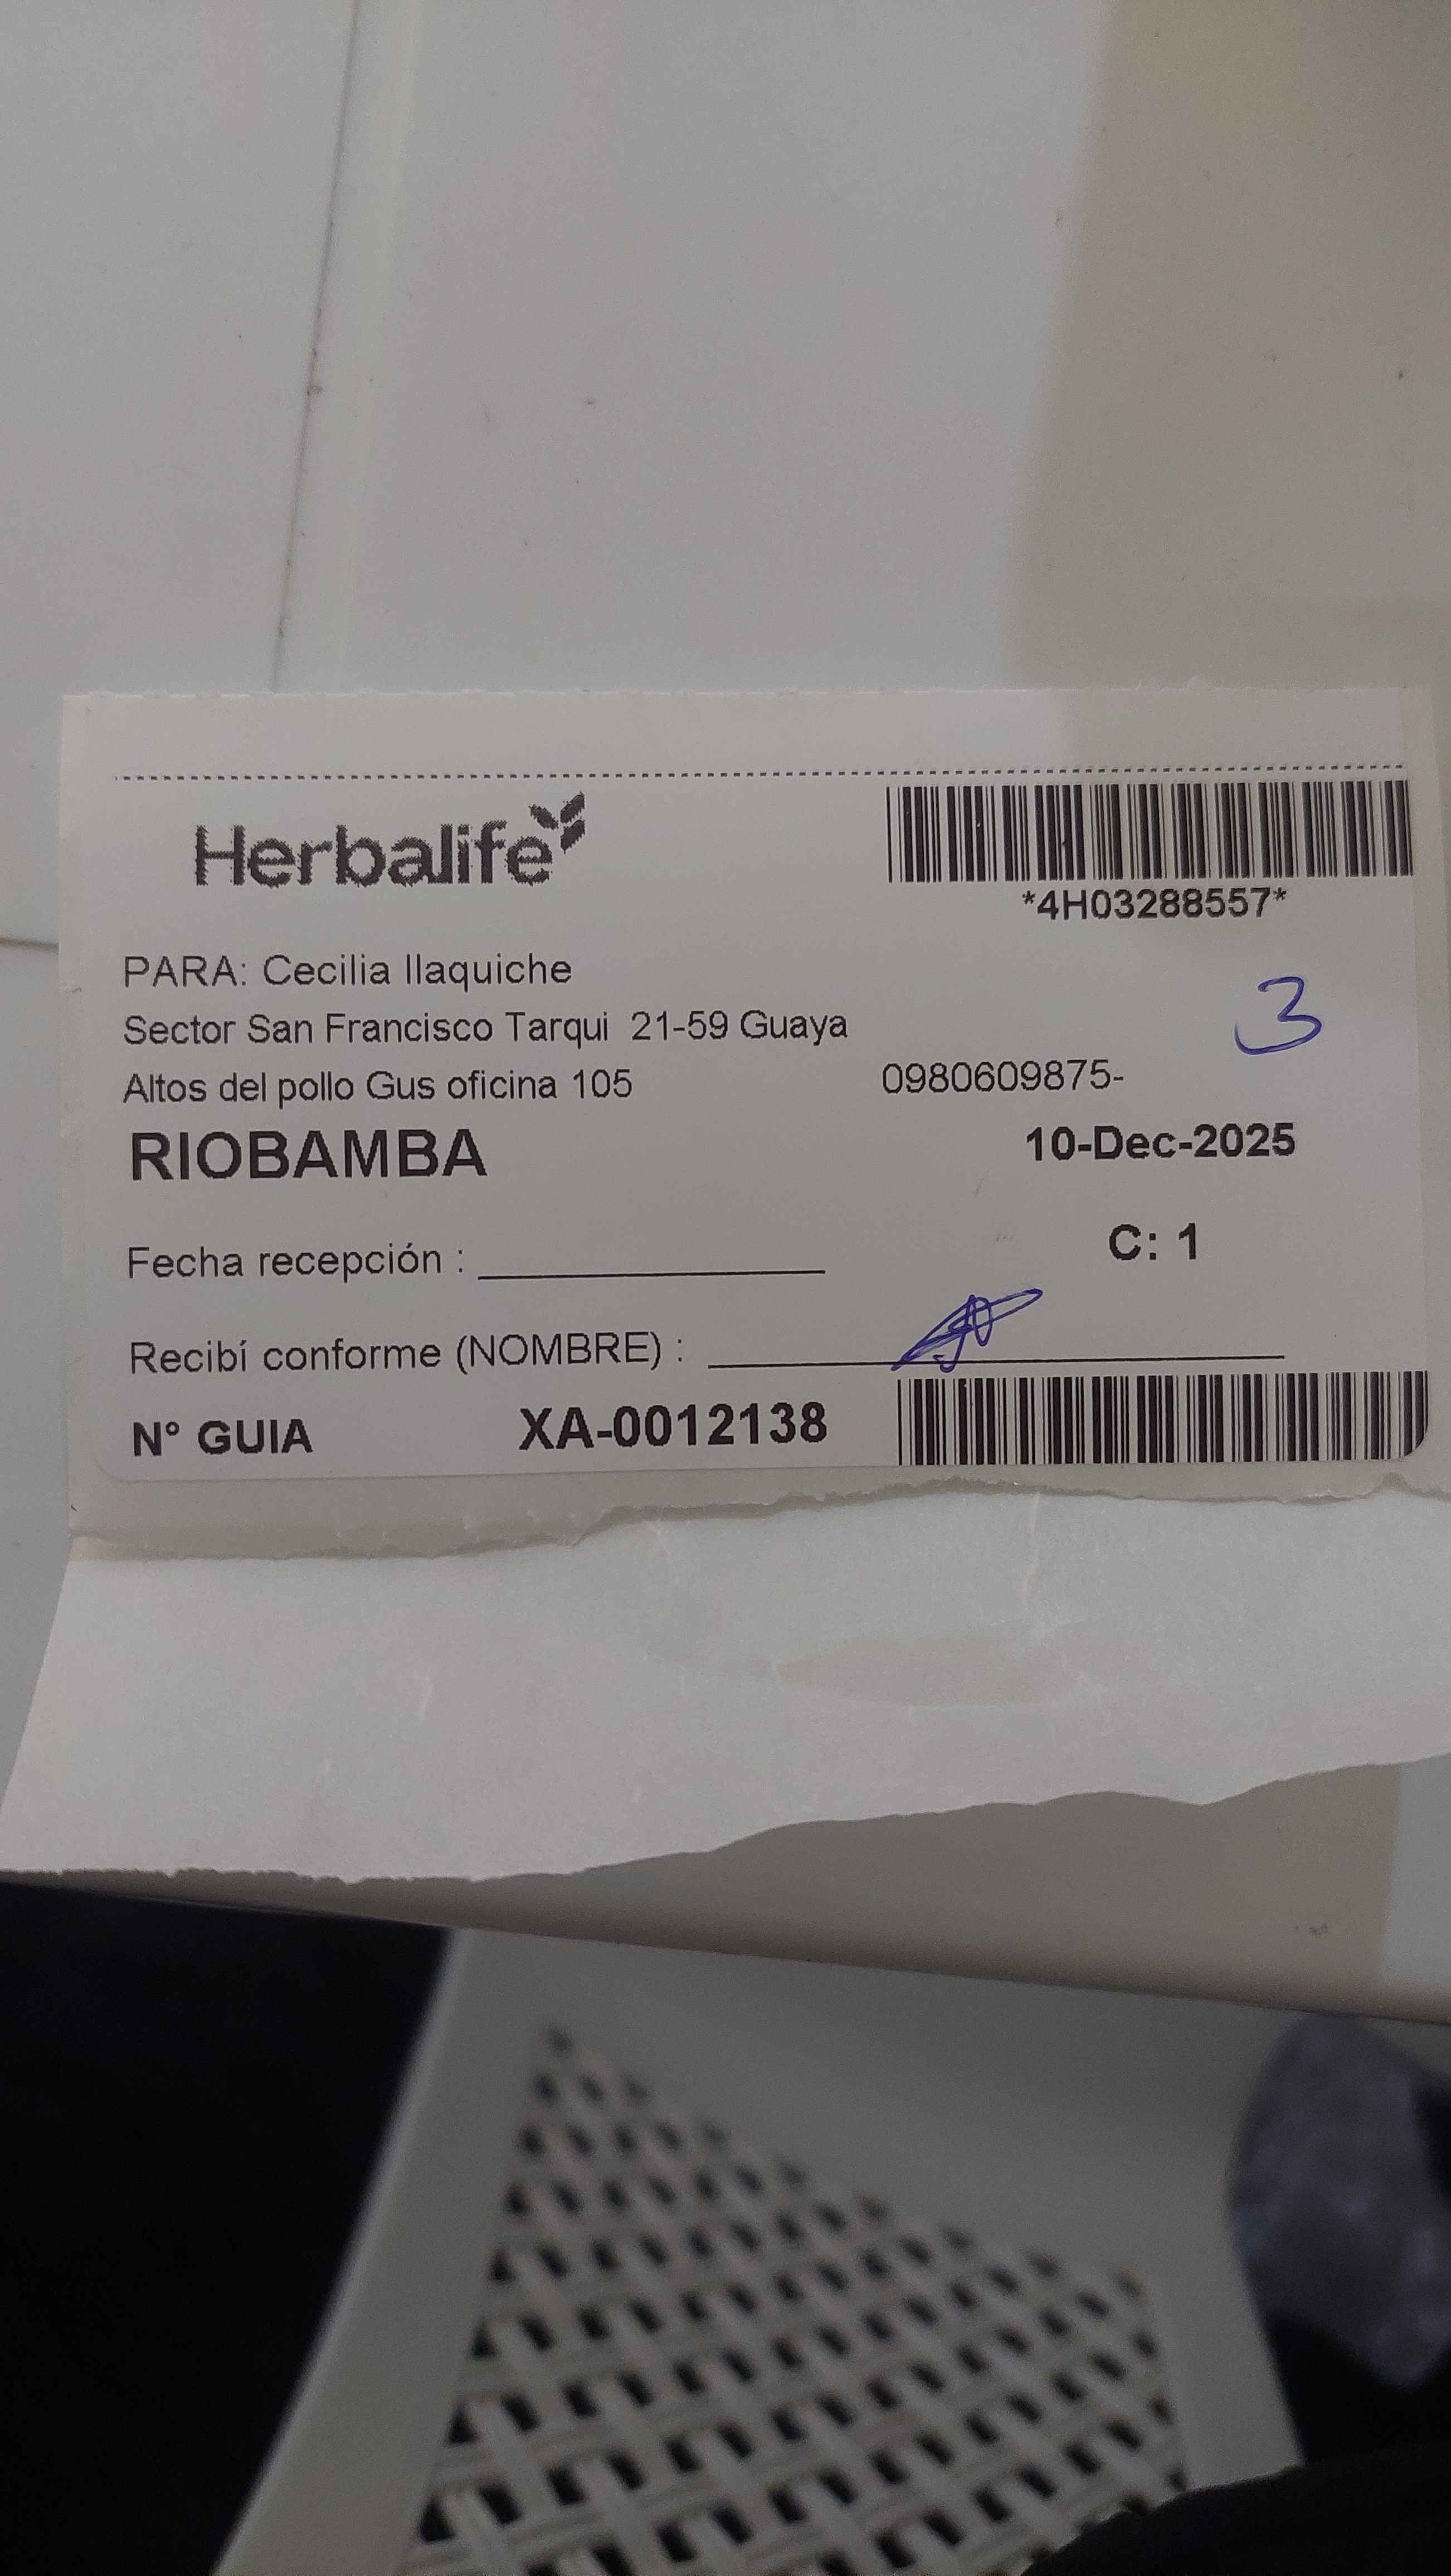 Herbalife
*4H03288557*
PARA: Cecilia llaquiche
3
Sector San Francisco Tarqui 21-59 Guaya
Altos del pollo Gus oficina 105 0980609875-
RIOBAMBA 10-Dec-2025
C: 1
Fecha recepción : 
Recibí conforme (NOMBRE) : 
N° GUIA XA-0012138